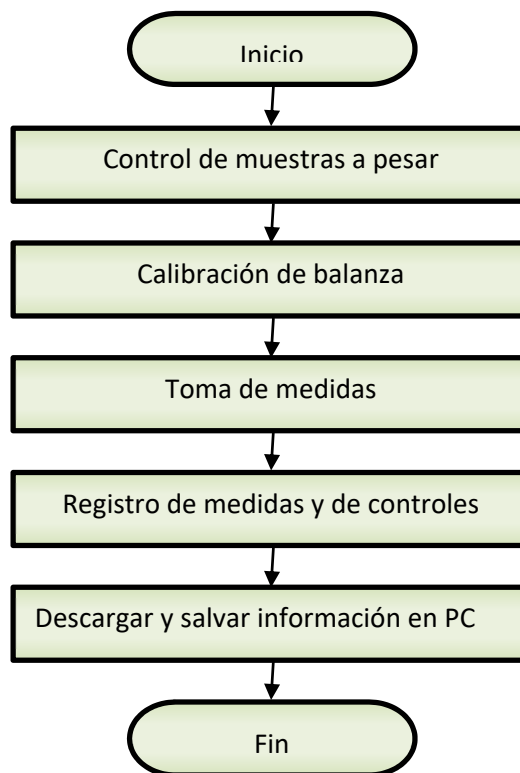 Inicio
Control de muestras a pesar
Calibración de balanza
Toma de medidas
Registro de medidas y de controles
Descargar y salvar información en PC
Fin